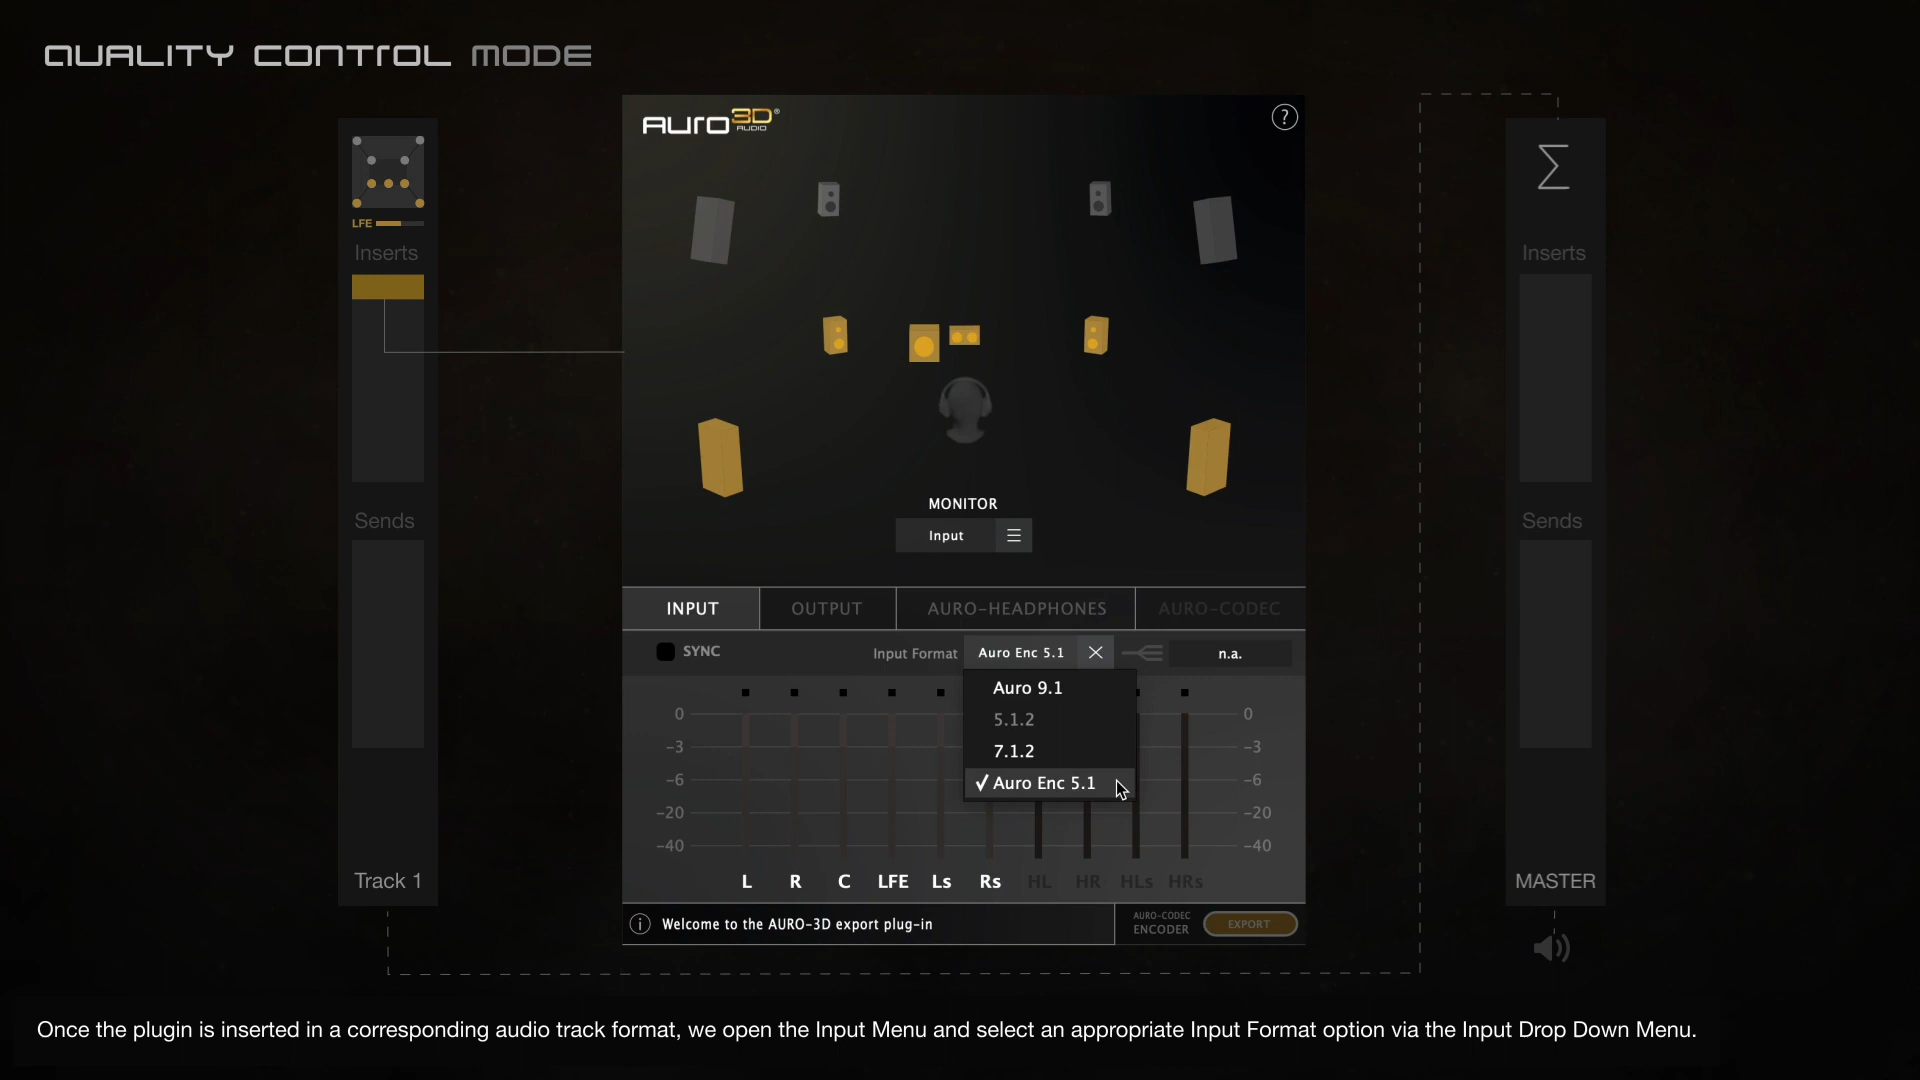 QUALITY CONTROL MODE
AURO 3D®
AUDIO
?
LFE
Inserts
Sends
Track 1
MONITOR
Input
INPUT
OUTPUT
AURO-HEADPHONES
AURO-CODEC
SYNC
Input Format
Auro Enc 5.1
n.a.
Auro 9.1
5.1.2
7.1.2
✓ Auro Enc 5.1
0
-3
-6
-20
-40
0
-3
-6
-20
-40
L R C LFE Ls Rs HL HR HLs HRs
Welcome to the AURO-3D export plug-in
AURO-CODEC
ENCODER
EXPORT
Σ
Inserts
Sends
MASTER
Once the plugin is inserted in a corresponding audio track format, we open the Input Menu and select an appropriate Input Format option via the Input Drop Down Menu.